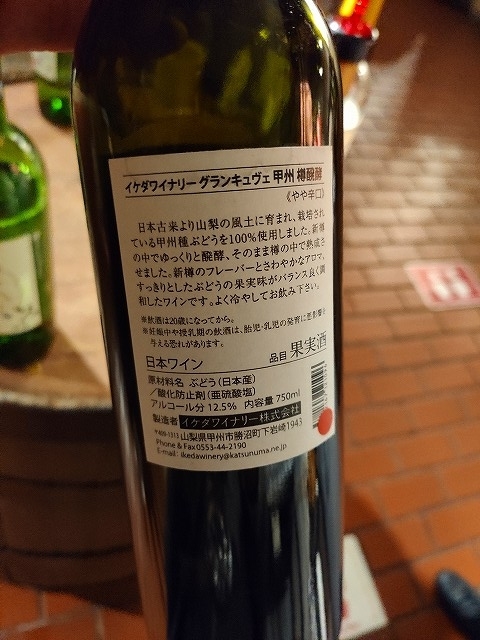 イケダワイナリー グランキュヴェ 甲州 樽醗酵
《やや辛口》
日本古来より山梨の風土に育まれ、栽培され
ている甲州種ぶどうを100%使用しました。新樽
の中でゆっくりと醗酵、そのまま樽の中で熟成さ
せました。新樽のフレーバーとさわやかなアロマ、
すっきりとしたぶどうの果実味がバランス良く調
和したワインです。よく冷やしてお飲み下さい。
※飲酒は20歳になってから。
※妊娠中や授乳期の飲酒は、胎児・乳児の発育に悪影響を
与える恐れがあります。
日本ワイン 品目 果実酒
原材料名 ぶどう(日本産)
/酸化防止剤(亜硫酸塩)
アルコール分 12.5% 内容量 750ml
製造者 イケダワイナリー株式会社
〒409-1313 山梨県甲州市勝沼町下岩崎1943
Phone & Fax0553-44-2190
E-mail: ikedawinery@katsunuma.ne.jp